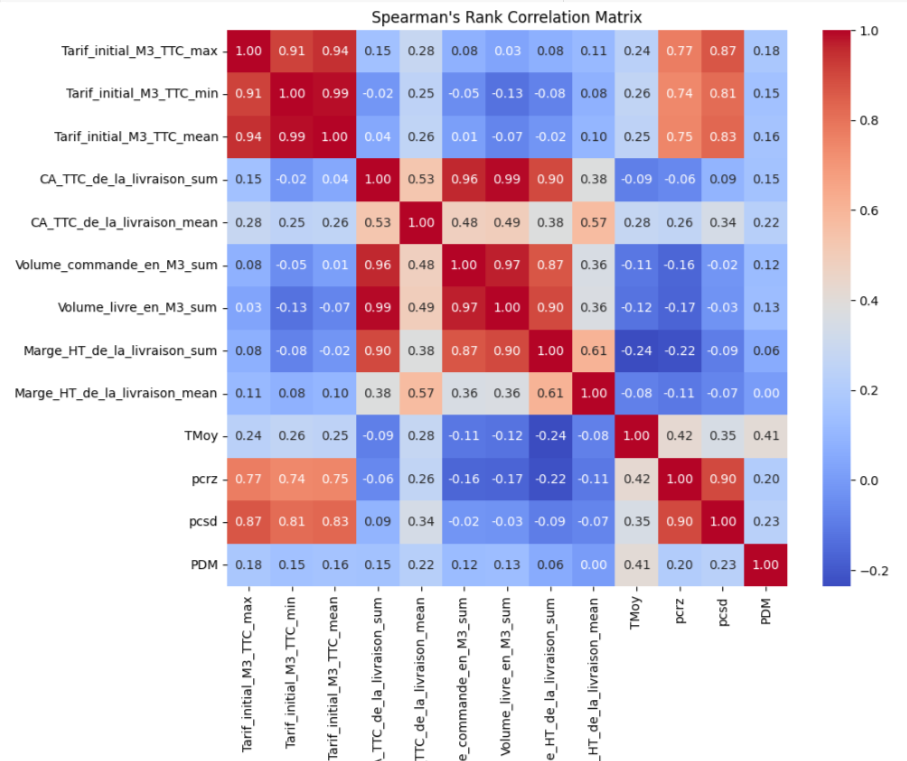 Spearman's Rank Correlation Matrix
Tarif_initial_M3_TTC_max 1.00 0.91 0.94 0.15 0.28 0.08 0.03 0.08 0.11 0.24 0.77 0.87 0.18
Tarif_initial_M3_TTC_min 0.91 1.00 0.99 -0.02 0.25 -0.05 -0.13 -0.08 0.08 0.26 0.74 0.81 0.15
Tarif_initial_M3_TTC_mean 0.94 0.99 1.00 0.04 0.26 0.01 -0.07 -0.02 0.10 0.25 0.75 0.83 0.16
CA_TTC_de_la_livraison_sum 0.15 -0.02 0.04 1.00 0.53 0.96 0.99 0.90 0.38 -0.09 -0.06 0.09 0.15
CA_TTC_de_la_livraison_mean 0.28 0.25 0.26 0.53 1.00 0.48 0.49 0.38 0.57 0.28 0.26 0.34 0.22
Volume_commande_en_M3_sum 0.08 -0.05 0.01 0.96 0.48 1.00 0.97 0.87 0.36 -0.11 -0.16 -0.02 0.12
Volume_livre_en_M3_sum 0.03 -0.13 -0.07 0.99 0.49 0.97 1.00 0.90 0.36 -0.12 -0.17 -0.03 0.13
Marge_HT_de_la_livraison_sum 0.08 -0.08 -0.02 0.90 0.38 0.87 0.90 1.00 0.61 -0.24 -0.22 -0.09 0.06
Marge_HT_de_la_livraison_mean 0.11 0.08 0.10 0.38 0.57 0.36 0.36 0.61 1.00 -0.08 -0.11 -0.07 0.00
TMoy 0.24 0.26 0.25 -0.09 0.28 -0.11 -0.12 -0.24 -0.08 1.00 0.42 0.35 0.41
pcrz 0.77 0.74 0.75 -0.06 0.26 -0.16 -0.17 -0.22 -0.11 0.42 1.00 0.90 0.20
pcsd 0.87 0.81 0.83 0.09 0.34 -0.02 -0.03 -0.09 -0.07 0.35 0.90 1.00 0.23
PDM 0.18 0.15 0.16 0.15 0.22 0.12 0.13 0.06 0.00 0.41 0.20 0.23 1.00
Tarif_initial_M3_TTC_max
Tarif_initial_M3_TTC_min
Tarif_initial_M3_TTC_mean
_TTC_de_la_livraison_sum
TTC_de_la_livraison_mean
e_commande_en_M3_sum
Volume_livre_en_M3_sum
e_HT_de_la_livraison_sum
_HT_de_la_livraison_mean
TMoy
pcrz
pcsd
PDM
1.0
0.8
0.6
0.4
0.2
0.0
−0.2